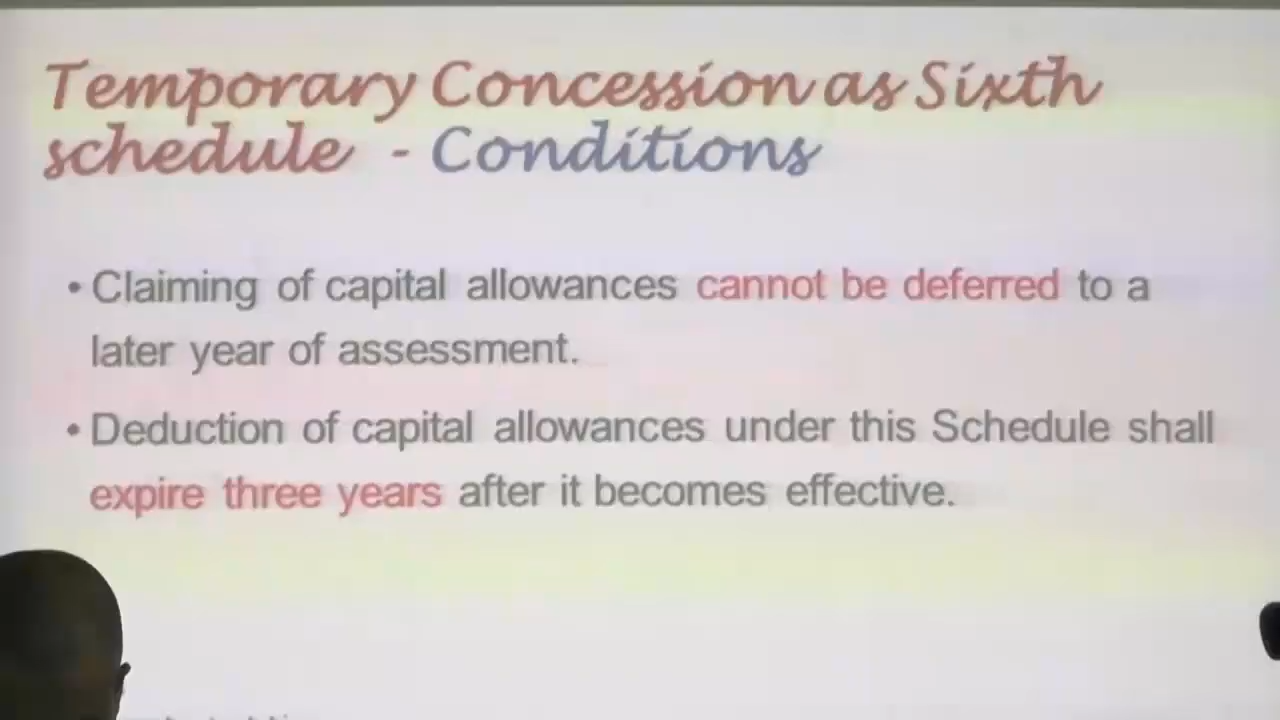 Temporary Concession as Sixth
schedule - Conditions
• Claiming of capital allowances cannot be deferred to a
later year of assessment.
• Deduction of capital allowances under this Schedule shall
expire three years after it becomes effective.